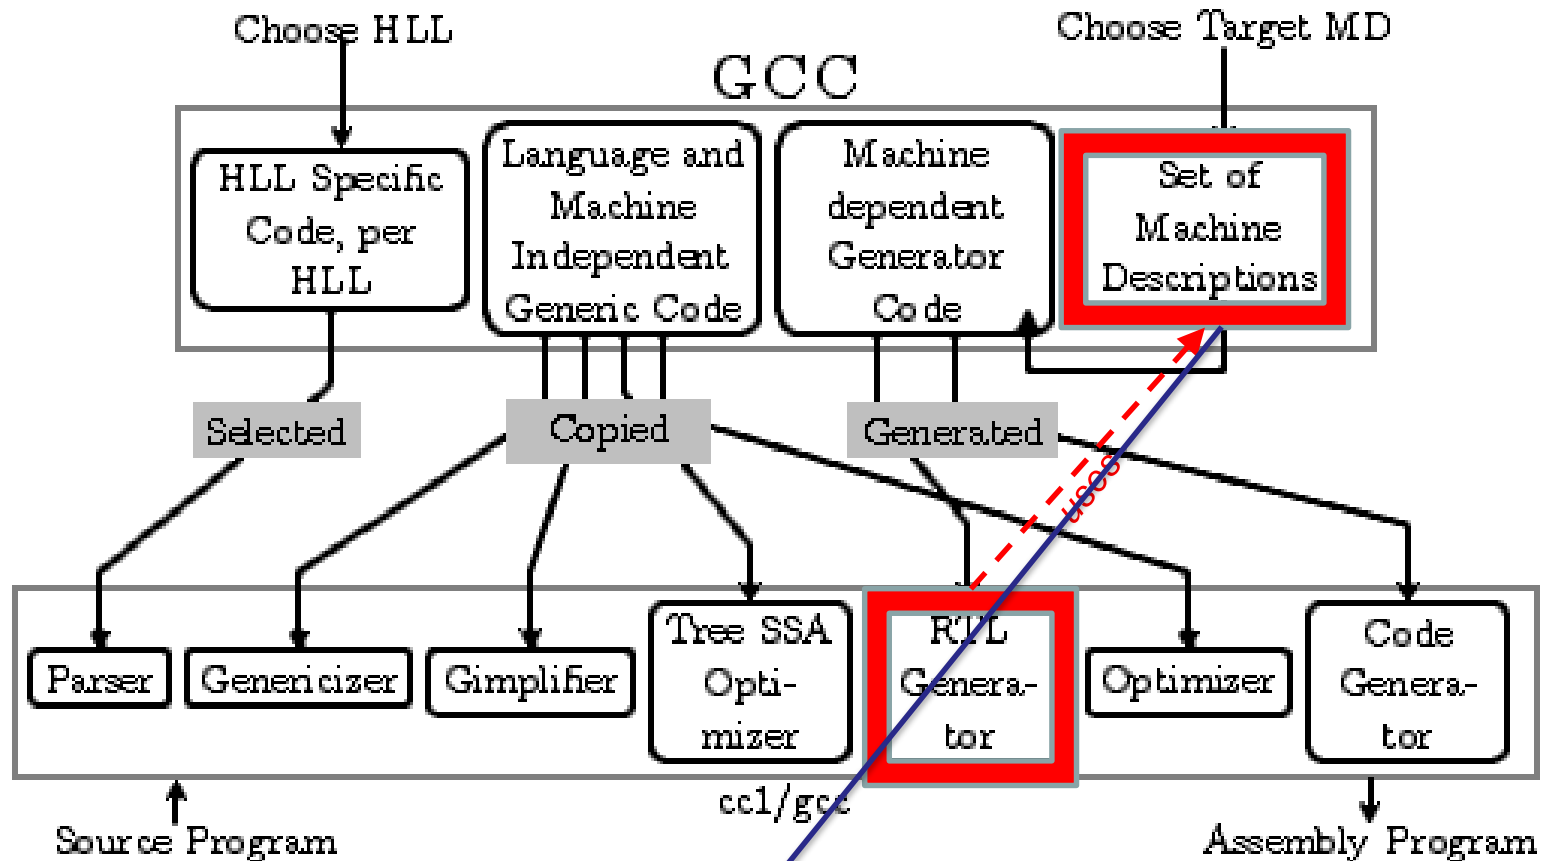 Choose HLL
Choose Target MD
GCC
HLL Specific
Code, per
HLL
Language and
Machine
Independent
Generic Code
Machine
dependent
Generator
Code
Set of
Machine
Descriptions
Selected
Copied
Generated
uses
Parser
Genericizer
Gimplifier
Tree SSA
Opti-
mizer
RTL
Genera-
tor
Optimizer
Code
Genera-
tor
cc1/gcc
Source Program
Assembly Program